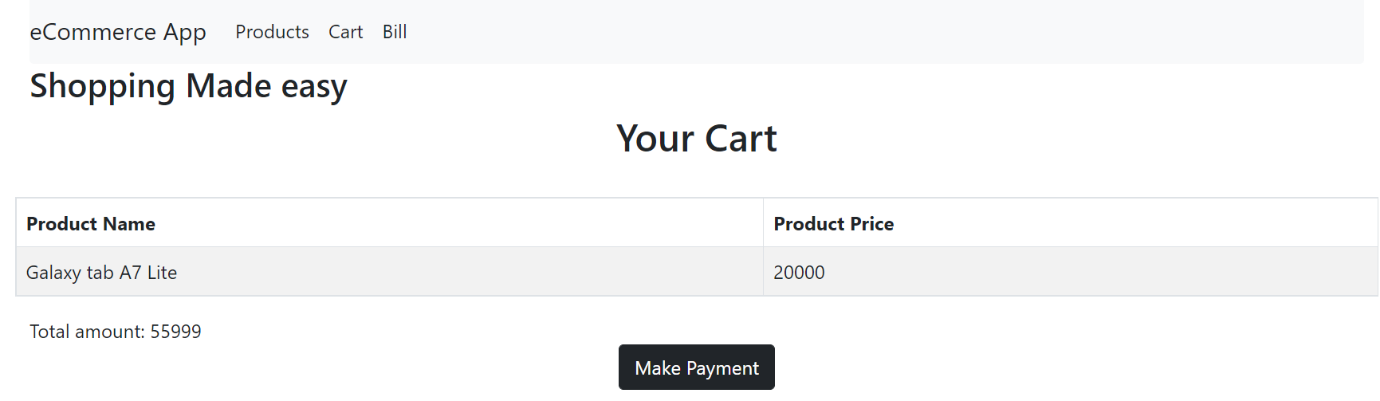 eCommerce App Products Cart Bill
Shopping Made easy
Your Cart
Product Name Product Price
Galaxy tab A7 Lite 20000
Total amount: 55999
Make Payment